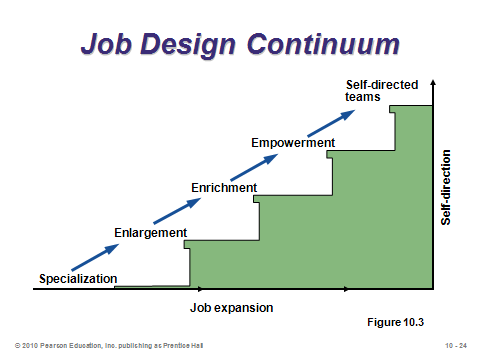 Job Design Continuum
Self-directed
teams
Empowerment
Enrichment
Enlargement
Specialization
Self-direction
Job expansion
Figure 10.3
© 2010 Pearson Education, Inc. publishing as Prentice Hall
10 - 24